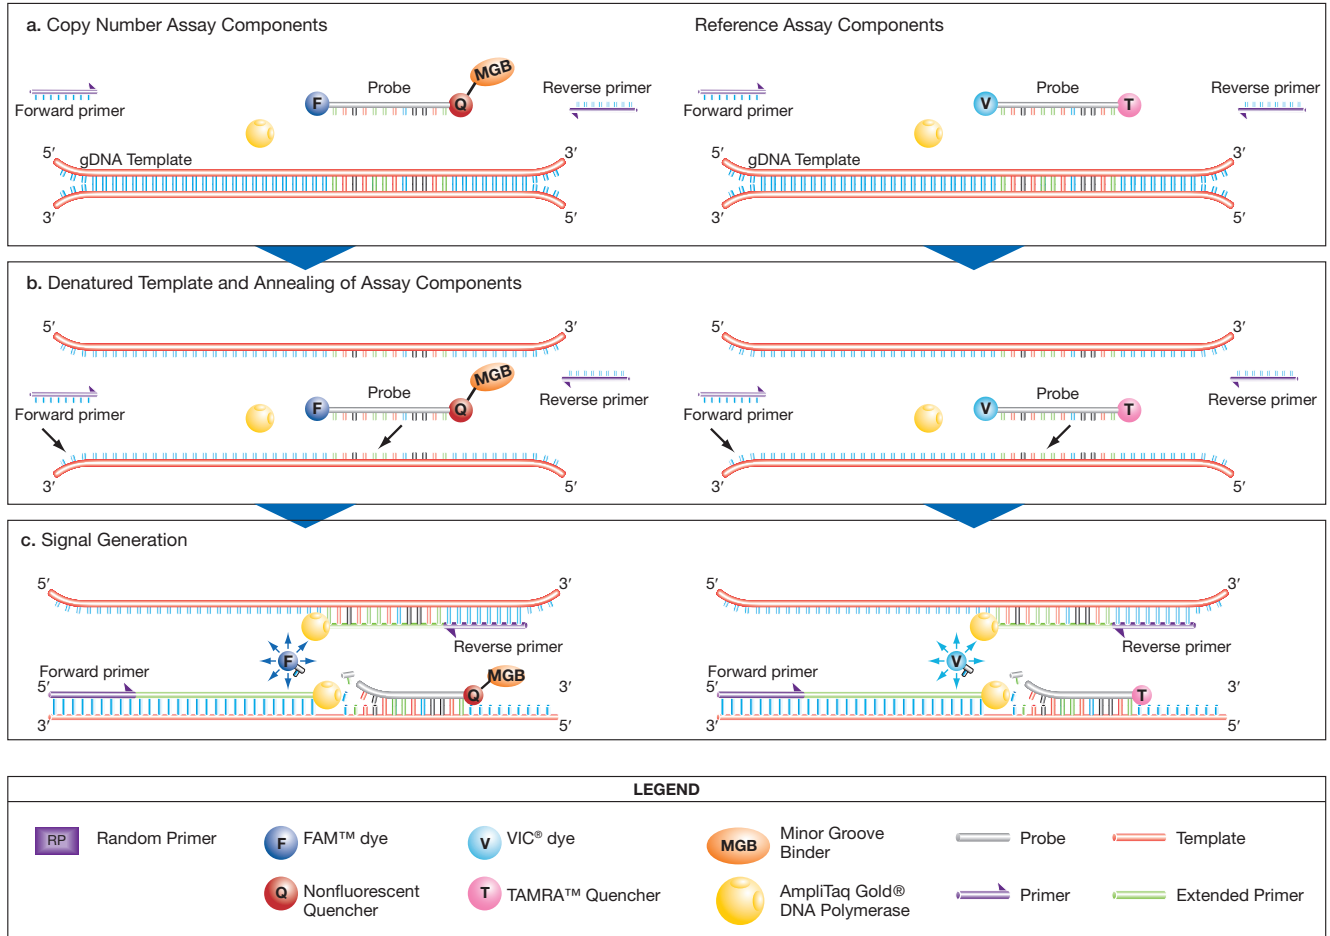 a. Copy Number Assay Components
Reference Assay Components
Forward primer
Probe
F
Q
MGB
Reverse primer
5′
gDNA Template
3′
3′
5′
Forward primer
Probe
V
T
Reverse primer
5′
gDNA Template
3′
3′
5′
b. Denatured Template and Annealing of Assay Components
5′
3′
Forward primer
Probe
F
Q
MGB
Reverse primer
3′
5′
5′
3′
Forward primer
Probe
V
T
Reverse primer
3′
5′
c. Signal Generation
5′
3′
Reverse primer
F
Forward primer
5′
Q
MGB
3′
3′
5′
5′
3′
Reverse primer
V
Forward primer
5′
T
3′
3′
5′
LEGEND
RP
Random Primer
F
FAM™ dye
V
VIC® dye
MGB
Minor Groove
Binder
Probe
Template
Q
Nonfluorescent
Quencher
T
TAMRA™ Quencher
AmpliTaq Gold®
DNA Polymerase
Primer
Extended Primer